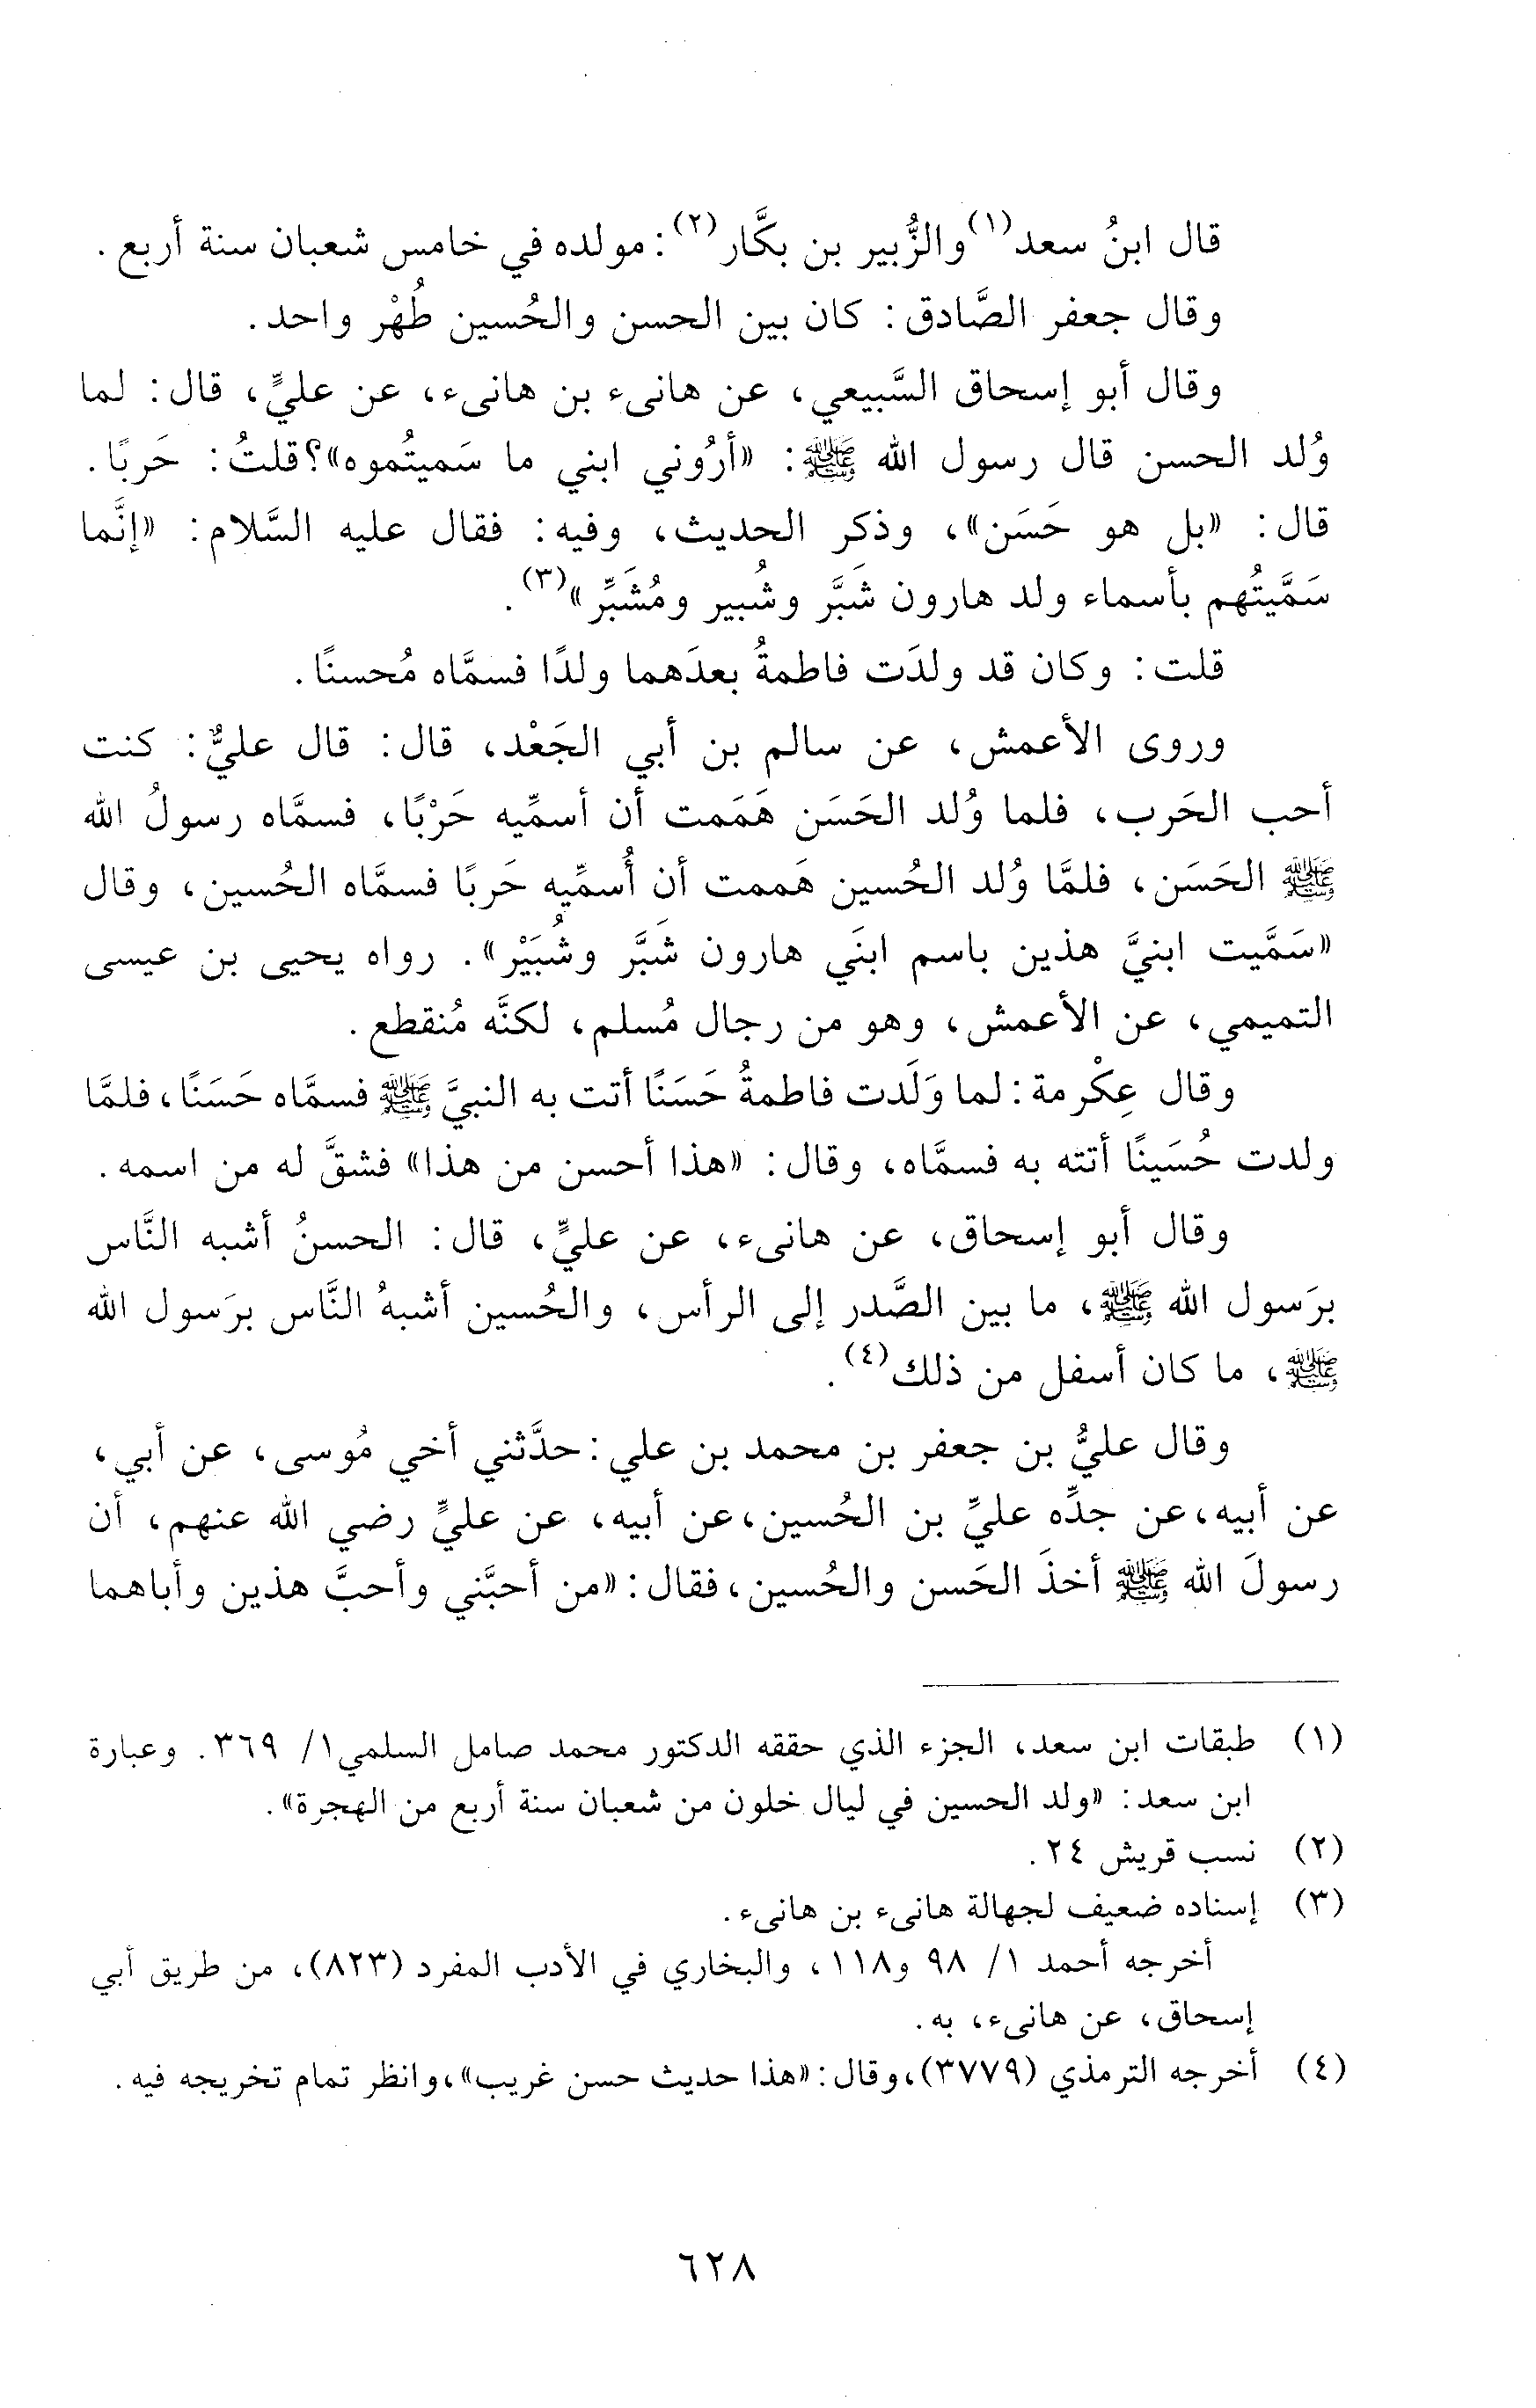 قال ابنُ سعد(١) والزُّبير بن بكَّار(٢): مولده في خامس شعبان سنة أربع.
وقال جعفر الصَّادق: كان بين الحسن والحُسين طُهْر واحد.
وقال أبو إسحاق السَّبيعي، عن هانىء بن هانىء، عن عليٍّ، قال: لما
وُلد الحسن قال رسول الله ﷺ: «أرُوني ابني ما سَميتُموه»؟ قلتُ: حَربًا.
قال: «بل هو حَسَن»، وذكر الحديث، وفيه: فقال عليه السَّلام: «إنَّما
سَمَّيتُهم بأسماء ولد هارون شَبَّر وشُبير ومُشَبِّر»(٣).
قلت: وكان قد ولدَت فاطمةُ بعدَهما ولدًا فسمَّاه مُحسنًا.
وروى الأعمش، عن سالم بن أبي الجَعْد، قال: قال عليٌّ: كنت
أحب الحَرب، فلما وُلد الحَسَن هَمَمت أن أسمِّيه حَرْبًا، فسمَّاه رسولُ الله
ﷺ الحَسَن، فلمَّا وُلد الحُسين هَممت أن أُسمِّيه حَربًا فسمَّاه الحُسين، وقال
«سَمَّيت ابنيَّ هذين باسم ابنَي هارون شَبَّر وشُبَيْر». رواه يحيى بن عيسى
التميمي، عن الأعمش، وهو من رجال مُسلم، لكنَّه مُنقطع.
وقال عِكْرمة: لما وَلَدت فاطمةُ حَسَنًا أتت به النبيَّ ﷺ فسمَّاه حَسَنًا، فلمَّا
ولدت حُسَينًا أتته به فسمَّاه، وقال: «هذا أحسن من هذا» فشقَّ له من اسمه.
وقال أبو إسحاق، عن هانىء، عن عليٍّ، قال: الحسنُ أشبه النَّاس
برَسول الله ﷺ، ما بين الصَّدر إلى الرأس، والحُسين أشبهُ النَّاس برَسول الله
ﷺ، ما كان أسفل من ذلك(٤).
وقال عليُّ بن جعفر بن محمد بن علي: حدَّثني أخي مُوسى، عن أبي،
عن أبيه، عن جدِّه عليِّ بن الحُسين، عن أبيه، عن عليٍّ رضي الله عنهم، أن
رسولَ الله ﷺ أخذَ الحَسن والحُسين، فقال: «من أحبَّني وأحبَّ هذين وأباهما
(١) طبقات ابن سعد، الجزء الذي حققه الدكتور محمد صامل السلمي ١/ ٣٦٩. وعبارة
ابن سعد: «ولد الحسين في ليال خلون من شعبان سنة أربع من الهجرة».
(٢) نسب قريش ٢٤.
(٣) إسناده ضعيف لجهالة هانىء بن هانىء.
أخرجه أحمد ١/ ٩٨ و١١٨، والبخاري في الأدب المفرد (٨٢٣)، من طريق أبي
إسحاق، عن هانىء، به.
(٤) أخرجه الترمذي (٣٧٧٩)، وقال: «هذا حديث حسن غريب»، وانظر تمام تخريجه فيه.
٦٢٨